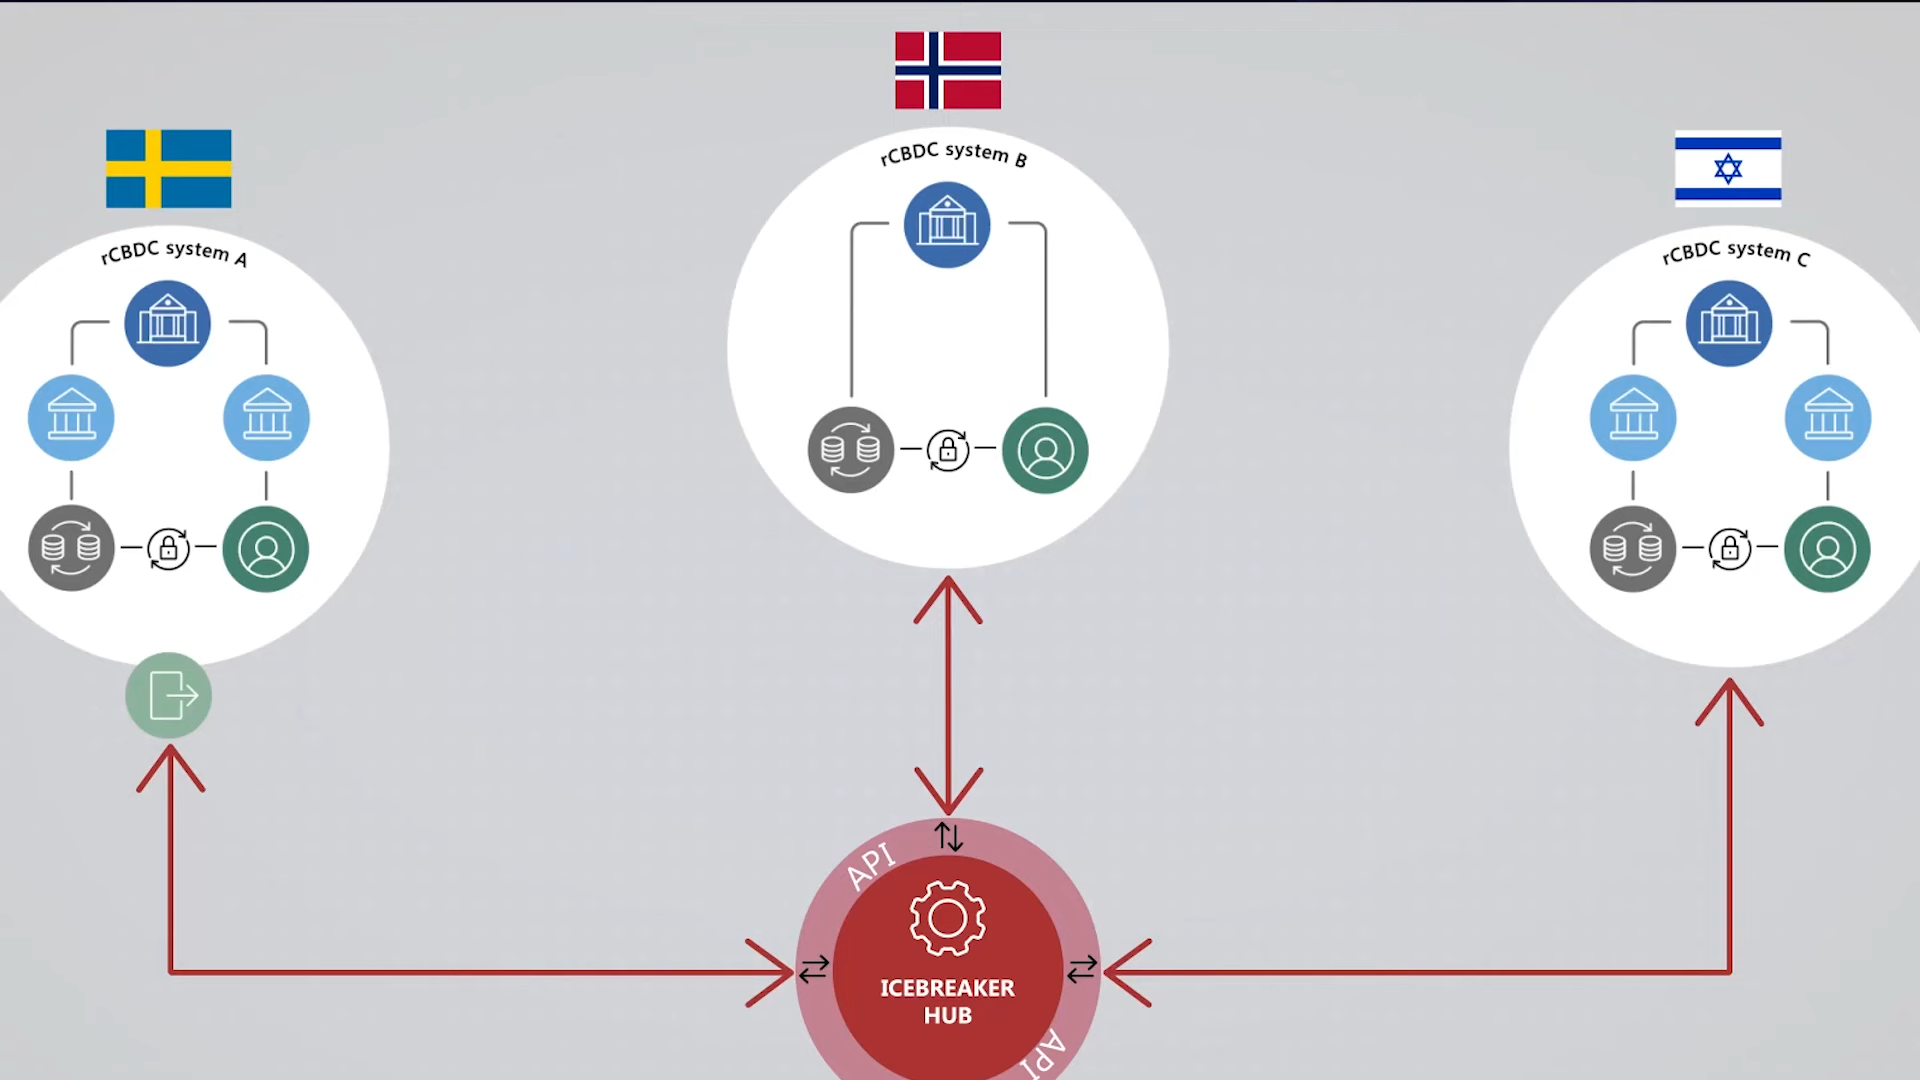 rCBDC system B
rCBDC system A
rCBDC system C
API
ICEBREAKER
HUB
API